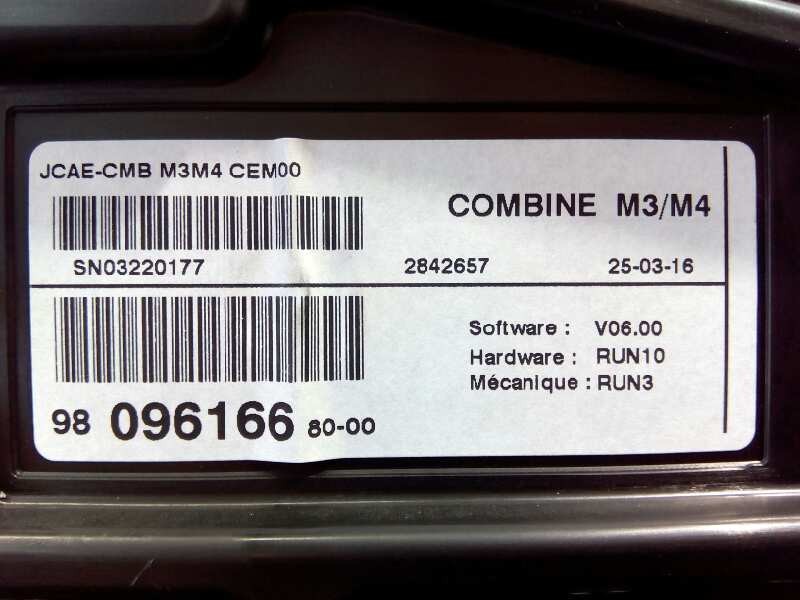 JCAE-CMB M3M4 CEM00
COMBINE M3/M4
SN03220177 2842657 25-03-16
Software : V06.00
Hardware : RUN10
Mécanique : RUN3
98 096166 80-00